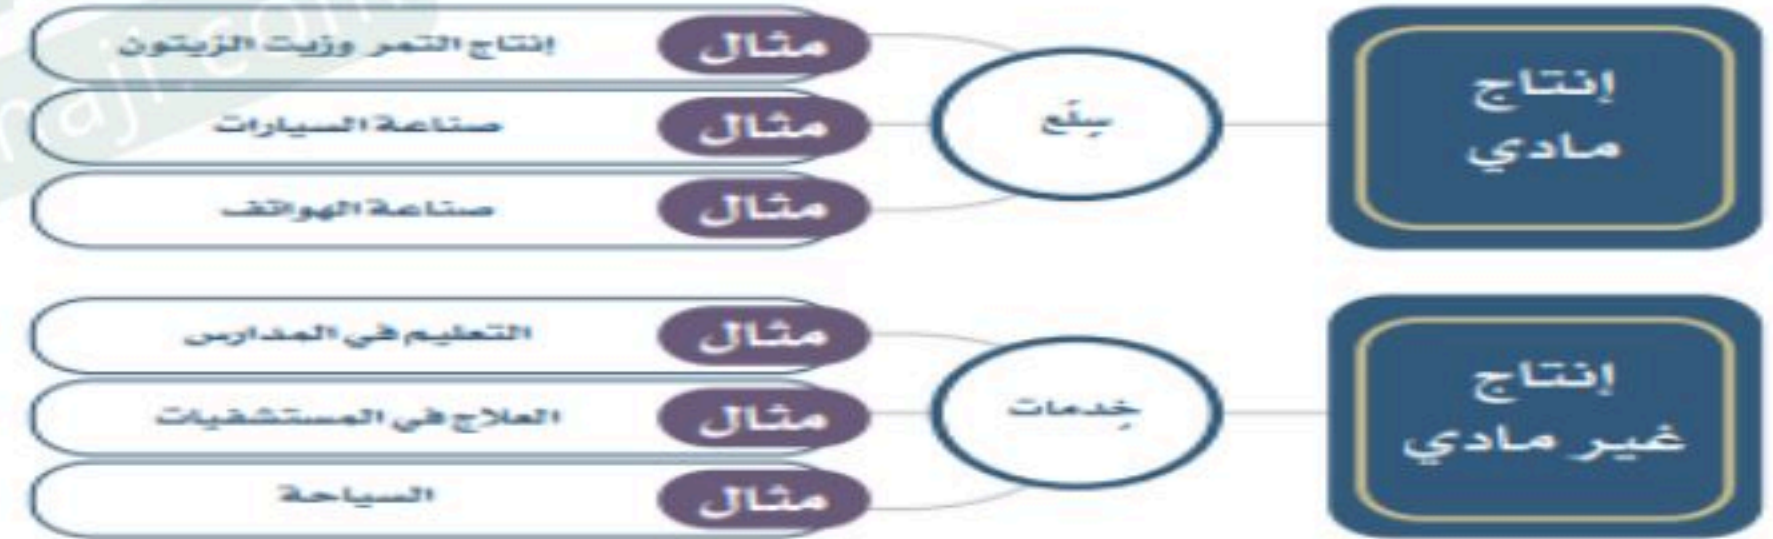 إنتاج
مادي
سِلَع
مثال
إنتاج التمر وزيت الزيتون
مثال
صناعة السيارات
مثال
صناعة الهواتف
إنتاج
غير مادي
خِدمات
مثال
التعليم في المدارس
مثال
العلاج في المستشفيات
مثال
السياحة